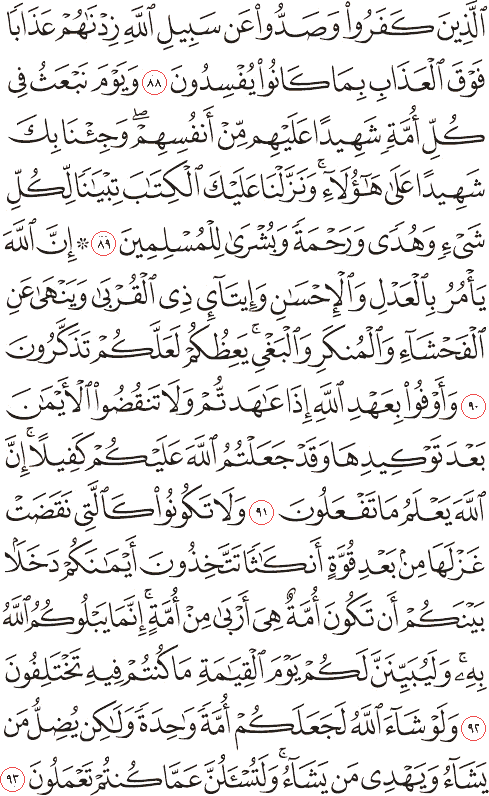 ٱلَّذِينَ كَفَرُوا۟ وَصَدُّوا۟ عَن سَبِيلِ ٱللَّهِ زِدْنَٰهُمْ عَذَابًا
فَوْقَ ٱلْعَذَابِ بِمَا كَانُوا۟ يُفْسِدُونَ ٨٨ وَيَوْمَ نَبْعَثُ فِى
كُلِّ أُمَّةٍ شَهِيدًا عَلَيْهِم مِّنْ أَنفُسِهِمْ ۖ وَجِئْنَا بِكَ
شَهِيدًا عَلَىٰ هَٰٓؤُلَآءِ ۚ وَنَزَّلْنَا عَلَيْكَ ٱلْكِتَٰبَ تِبْيَٰنًا لِّكُلِّ
شَىْءٍ وَهُدًى وَرَحْمَةً وَبُشْرَىٰ لِلْمُسْلِمِينَ ٨٩ ۞ إِنَّ ٱللَّهَ
يَأْمُرُ بِٱلْعَدْلِ وَٱلْإِحْسَٰنِ وَإِيتَآئِ ذِى ٱلْقُرْبَىٰ وَيَنْهَىٰ عَنِ
ٱلْفَحْشَآءِ وَٱلْمُنكَرِ وَٱلْبَغْىِ ۚ يَعِظُكُمْ لَعَلَّكُمْ تَذَكَّرُونَ
٩٠ وَأَوْفُوا۟ بِعَهْدِ ٱللَّهِ إِذَا عَٰهَدتُّمْ وَلَا تَنقُضُوا۟ ٱلْأَيْمَٰنَ
بَعْدَ تَوْكِيدِهَا وَقَدْ جَعَلْتُمُ ٱللَّهَ عَلَيْكُمْ كَفِيلًا ۚ إِنَّ
ٱللَّهَ يَعْلَمُ مَا تَفْعَلُونَ ٩١ وَلَا تَكُونُوا۟ كَٱلَّتِى نَقَضَتْ
غَزْلَهَا مِنۢ بَعْدِ قُوَّةٍ أَنكَٰثًا تَتَّخِذُونَ أَيْمَٰنَكُمْ دَخَلًۢا
بَيْنَكُمْ أَن تَكُونَ أُمَّةٌ هِىَ أَرْبَىٰ مِنْ أُمَّةٍ ۚ إِنَّمَا يَبْلُوكُمُ ٱللَّهُ
بِهِۦ ۚ وَلَيُبَيِّنَنَّ لَكُمْ يَوْمَ ٱلْقِيَٰمَةِ مَا كُنتُمْ فِيهِ تَخْتَلِفُونَ
٩٢ وَلَوْ شَآءَ ٱللَّهُ لَجَعَلَكُمْ أُمَّةً وَٰحِدَةً وَلَٰكِن يُضِلُّ مَن
يَشَآءُ وَيَهْدِى مَن يَشَآءُ ۚ وَلَتُسْـَٔلُنَّ عَمَّا كُنتُمْ تَعْمَلُونَ ٩٣